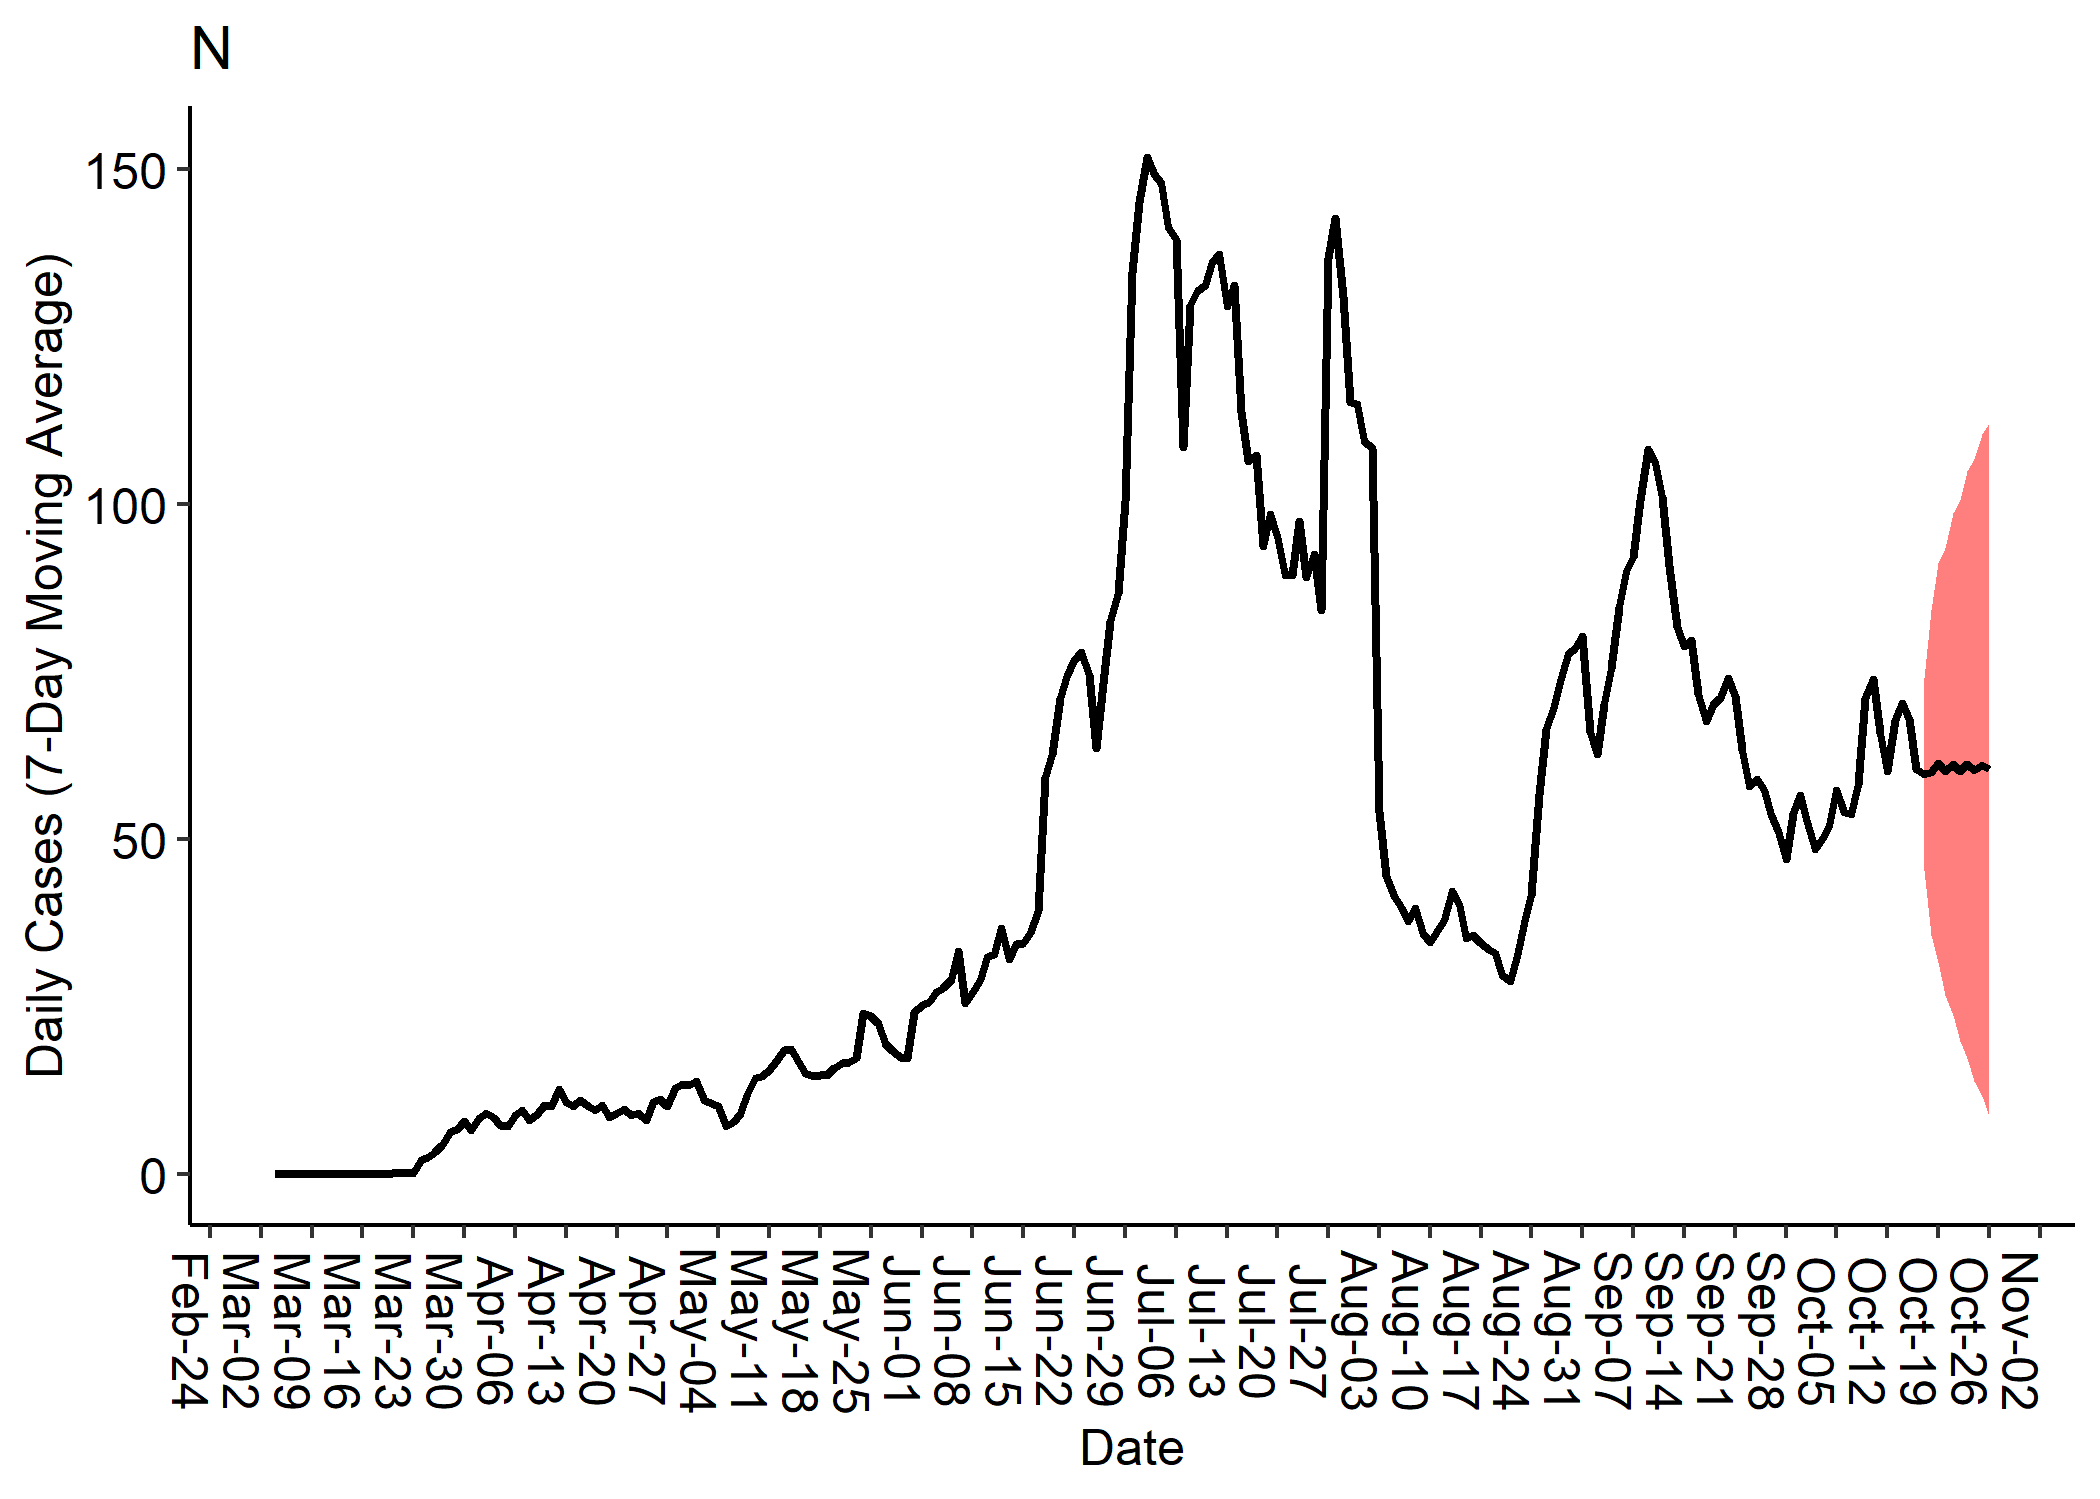 N
Daily Cases (7-Day Moving Average)
150
100
50
0
Feb-24
Mar-02
Mar-09
Mar-16
Mar-23
Mar-30
Apr-06
Apr-13
Apr-20
Apr-27
May-04
May-11
May-18
May-25
Jun-01
Jun-08
Jun-15
Jun-22
Jun-29
Jul-06
Jul-13
Jul-20
Jul-27
Aug-03
Aug-10
Aug-17
Aug-24
Aug-31
Sep-07
Sep-14
Sep-21
Sep-28
Oct-05
Oct-12
Oct-19
Oct-26
Nov-02
Date